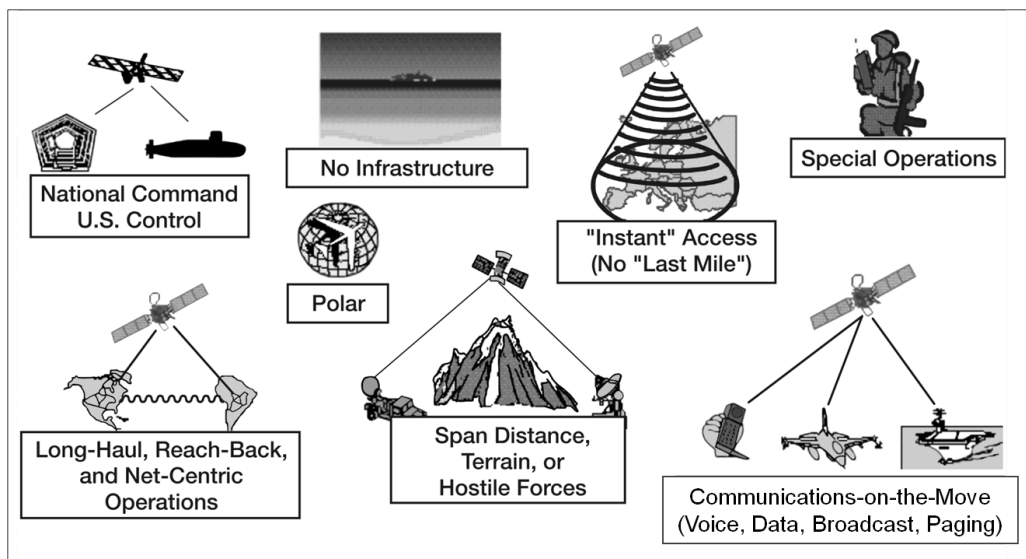 National Command
U.S. Control
No Infrastructure
"Instant" Access
(No "Last Mile")
Special Operations
Polar
Long-Haul, Reach-Back,
and Net-Centric
Operations
Span Distance,
Terrain, or
Hostile Forces
Communications-on-the-Move
(Voice, Data, Broadcast, Paging)